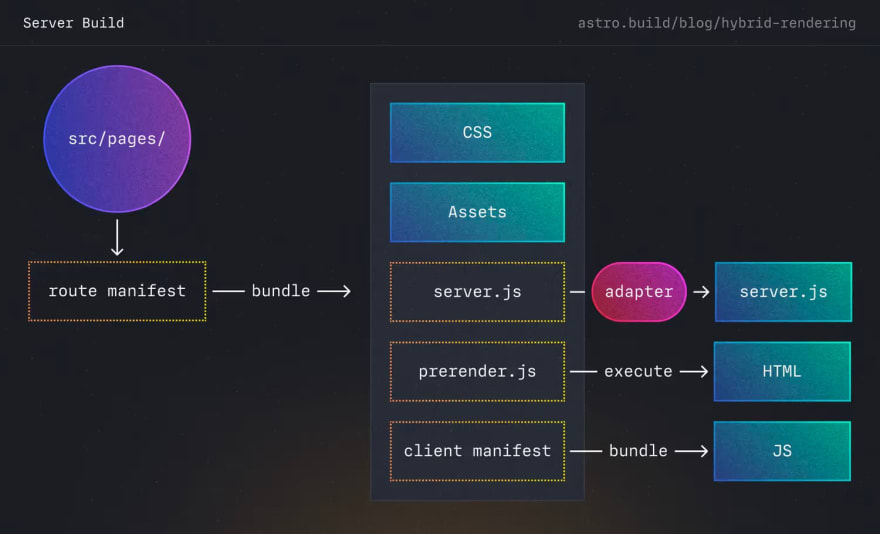 Server Build
astro.build/blog/hybrid-rendering
src/pages/
route manifest
bundle
CSS
Assets
server.js
adapter
server.js
prerender.js
execute
HTML
client manifest
bundle
JS